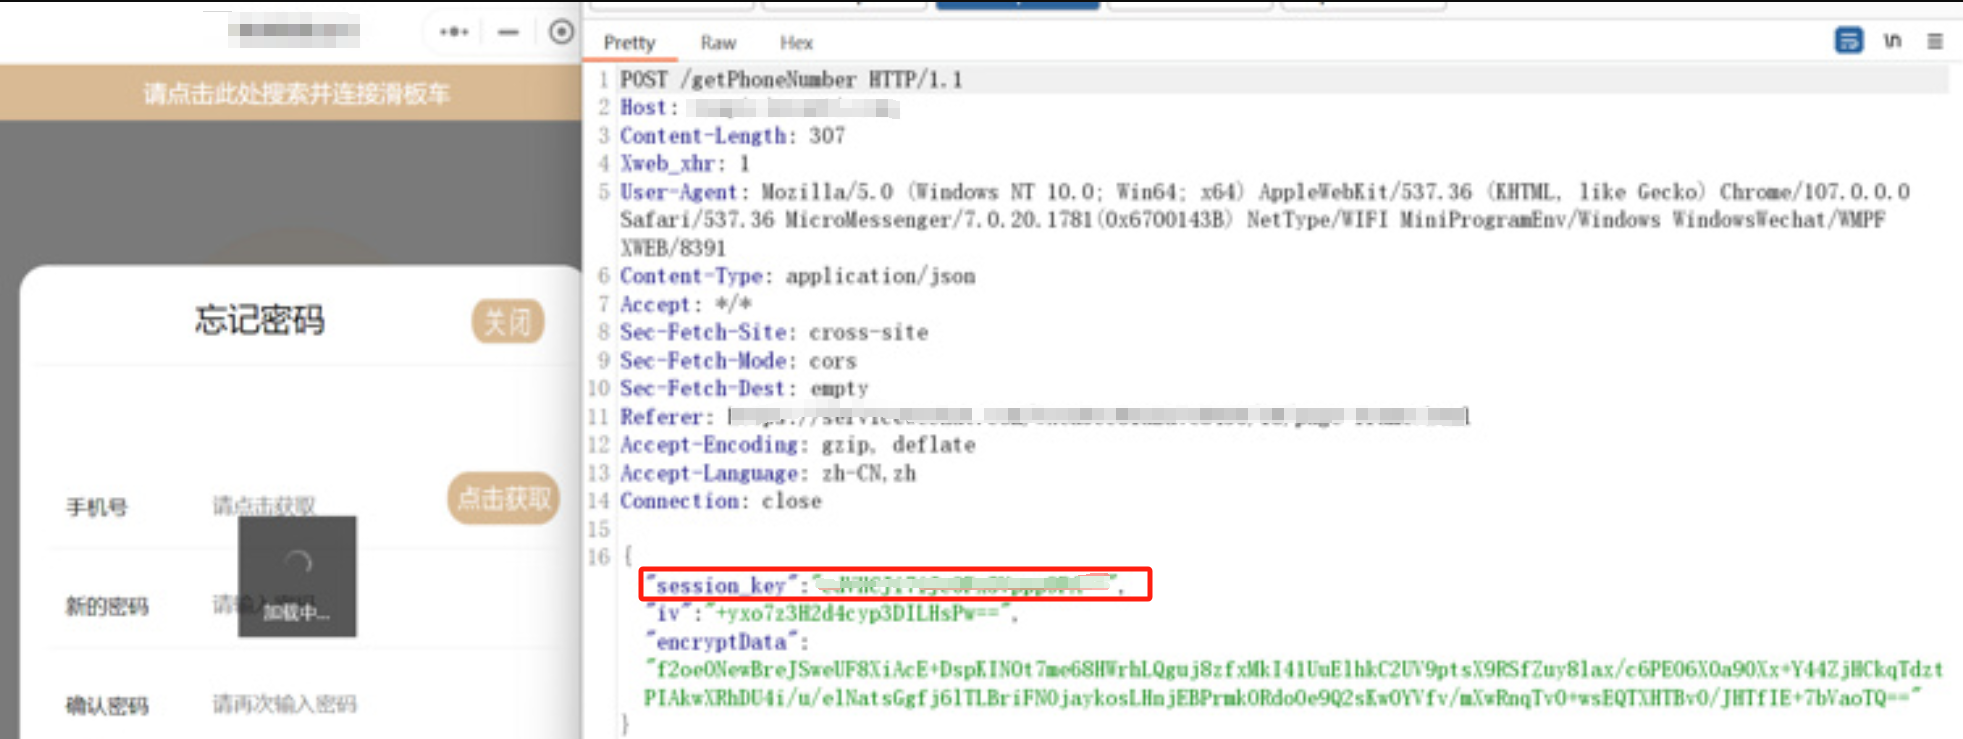 请点击此处搜索并连接滑板车
忘记密码
关闭
手机号
请点击获取
点击获取
新的密码
加载中...
确认密码
请再次输入密码
Pretty
Raw
Hex
\n
1 POST /getPhoneNumber HTTP/1.1
2 Host:
3 Content-Length: 307
4 Xweb_xhr: 1
5 User-Agent: Mozilla/5.0 (Windows NT 10.0; Win64; x64) AppleWebKit/537.36 (KHTML, like Gecko) Chrome/107.0.0.0
Safari/537.36 MicroMessenger/7.0.20.1781(0x6700143B) NetType/WIFI MiniProgramEnv/Windows WindowsWechat/WMPF
XWEB/8391
6 Content-Type: application/json
7 Accept: */*
8 Sec-Fetch-Site: cross-site
9 Sec-Fetch-Mode: cors
10 Sec-Fetch-Dest: empty
11 Referer:
12 Accept-Encoding: gzip, deflate
13 Accept-Language: zh-CN,zh
14 Connection: close
15
16 {
"session_key":
"iv":"+yxo7z3H2d4cyp3DILHsPw==",
"encryptData":
"f2oe0NewBreJSweUF8XiAcE+DspKIN0t7me68HWrhLQguj8zfxMkI41UuElhkC2UV9ptsX9RSfZuy8lax/c6PE06X0a90Xx+Y44ZjHCkqTdzt
PIAkwXRhDU4i/u/elNatsGgfj6lTLBriFN0jaykosLHnjEBPrmk0Rdo0e9Q2sKw0YVfv/mXwRnqTv0+wsEQTXHTBv0/JHTfIE+7bVaoTQ=="
}